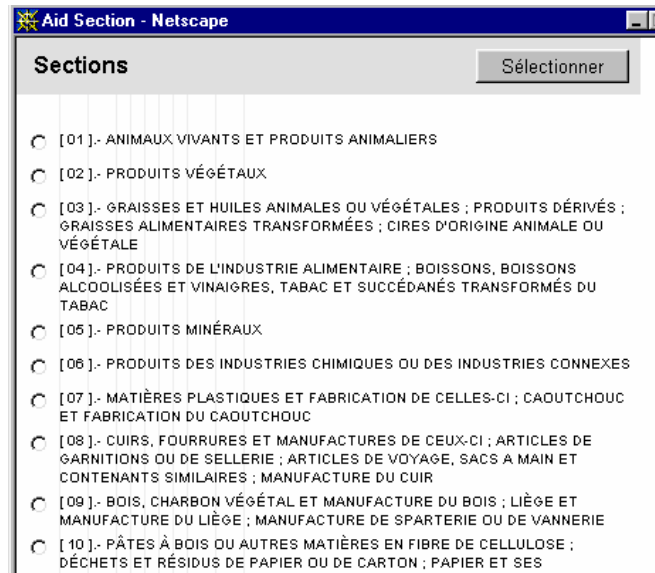 Aid Section - Netscape
Sections
Sélectionner
[01].- ANIMAUX VIVANTS ET PRODUITS ANIMALIERS
[02].- PRODUITS VÉGÉTAUX
[03].- GRAISSES ET HUILES ANIMALES OU VÉGÉTALES ; PRODUITS DÉRIVÉS ;
GRAISSES ALIMENTAIRES TRANSFORMÉES ; CIRES D'ORIGINE ANIMALE OU
VÉGÉTALE
[04].- PRODUITS DE L'INDUSTRIE ALIMENTAIRE ; BOISSONS, BOISSONS
ALCOOLISÉES ET VINAIGRES, TABAC ET SUCCÉDANÉS TRANSFORMÉS DU
TABAC
[05].- PRODUITS MINÉRAUX
[06].- PRODUITS DES INDUSTRIES CHIMIQUES OU DES INDUSTRIES CONNEXES
[07].- MATIÈRES PLASTIQUES ET FABRICATION DE CELLES-CI ; CAOUTCHOUC
ET FABRICATION DU CAOUTCHOUC
[08].- CUIRS, FOURRURES ET MANUFACTURES DE CEUX-CI ; ARTICLES DE
GARNITIONS OU DE SELLERIE ; ARTICLES DE VOYAGE, SACS A MAIN ET
CONTENANTS SIMILAIRES ; MANUFACTURE DU CUIR
[09].- BOIS, CHARBON VÉGÉTAL ET MANUFACTURE DU BOIS ; LIÈGE ET
MANUFACTURE DU LIÈGE ; MANUFACTURE DE SPARTERIE OU DE VANNERIE
[10].- PÂTES À BOIS OU AUTRES MATIÈRES EN FIBRE DE CELLULOSE ;
DÉCHETS ET RÉSIDUS DE PAPIER OU DE CARTON ; PAPIER ET SES